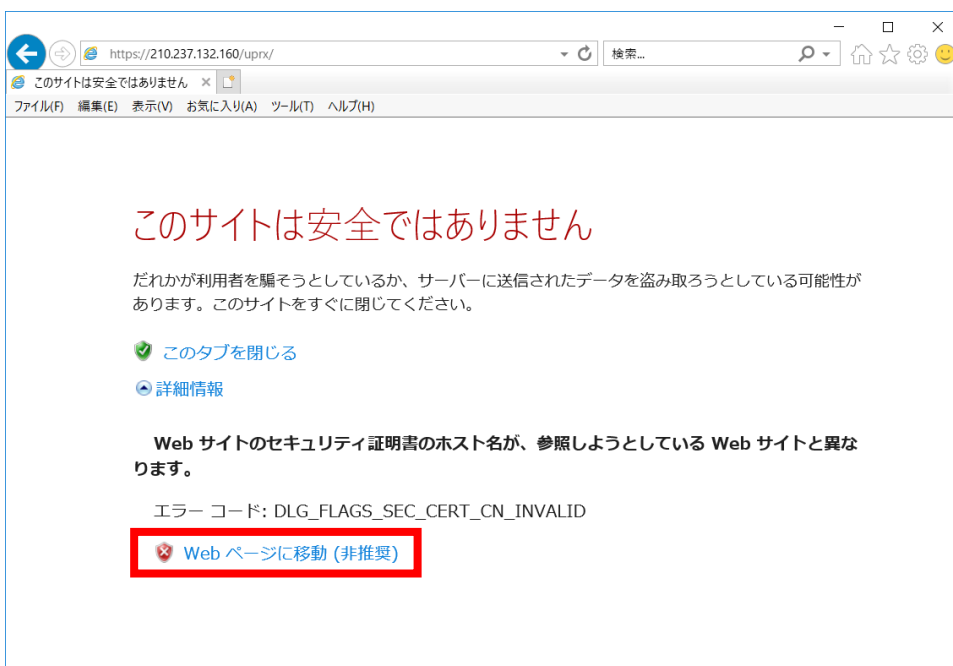 https://210.237.132.160/uprx/
検索...
このサイトは安全ではありません
ファイル(F) 編集(E) 表示(V) お気に入り(A) ツール(T) ヘルプ(H)
このサイトは安全ではありません
だれかが利用者を騙そうとしているか、サーバーに送信されたデータを盗み取ろうとしている可能性が
あります。このサイトをすぐに閉じてください。
このタブを閉じる
詳細情報
Web サイトのセキュリティ証明書のホスト名が、参照しようとしている Web サイトと異な
ります。
エラー コード: DLG_FLAGS_SEC_CERT_CN_INVALID
Web ページに移動 (非推奨)